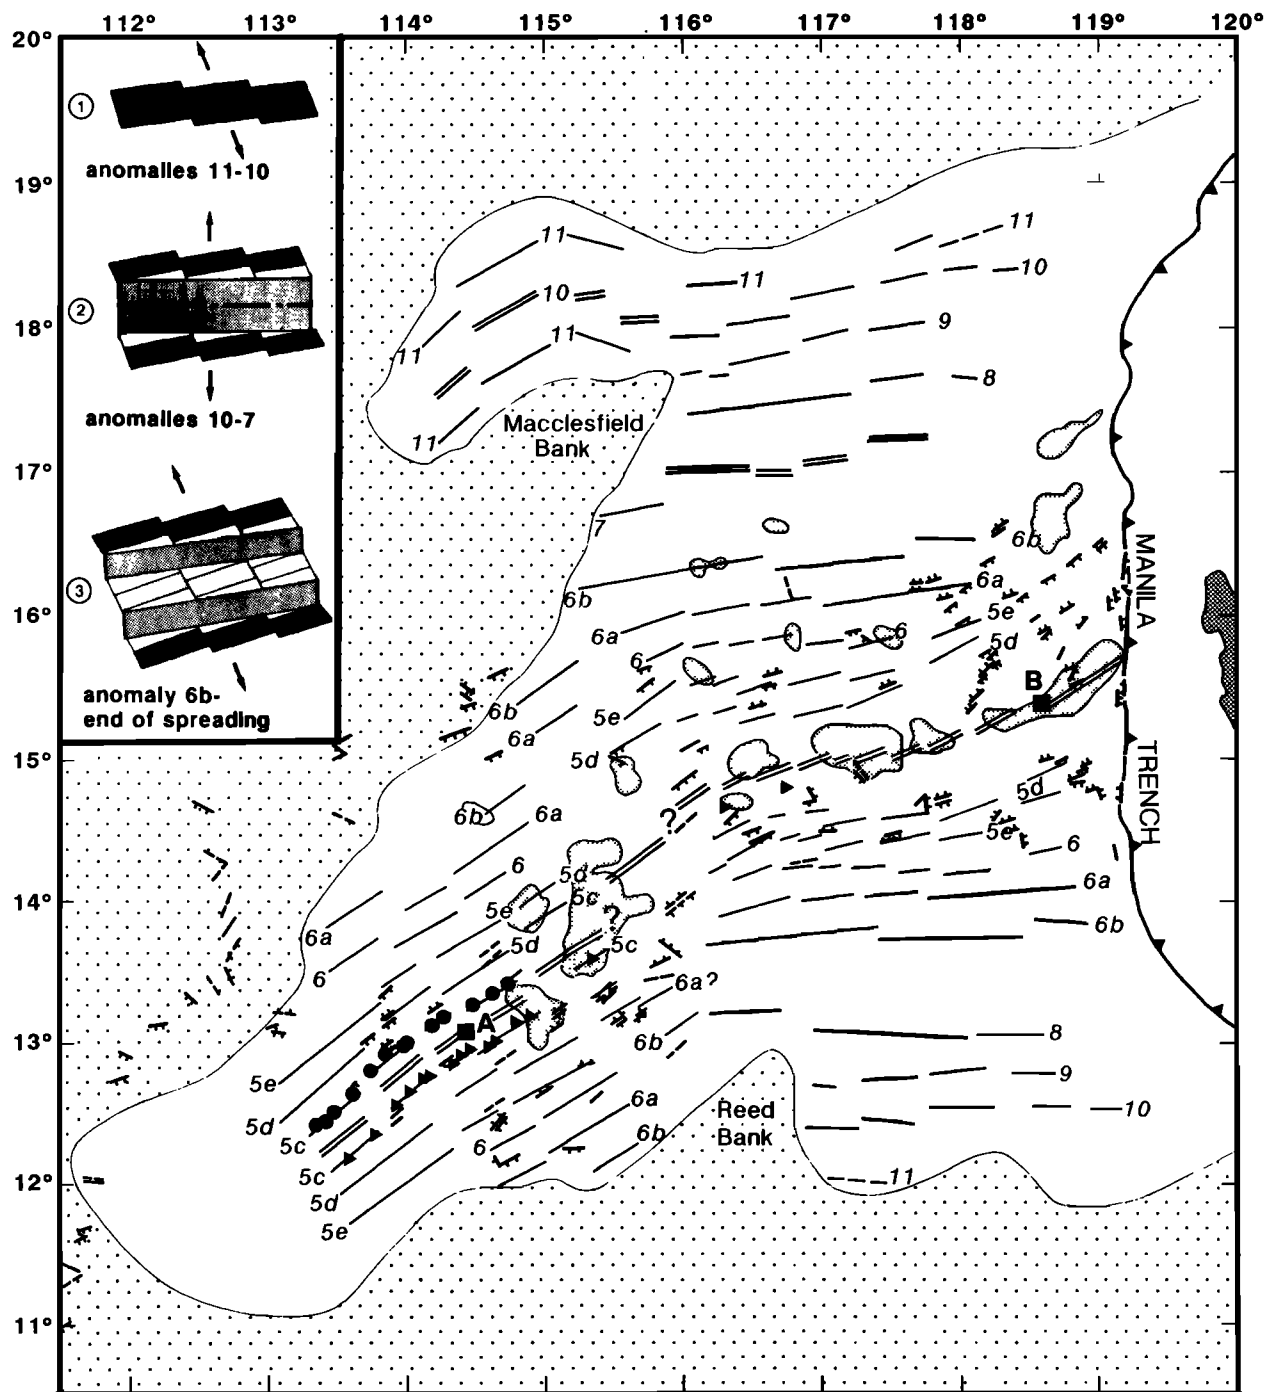 112° 113° 114° 115° 116° 117° 118° 119° 120°
20°
19°
18°
17°
16°
15°
14°
13°
12°
11°
1
anomalies 11-10
2
anomalies 10-7
3
anomaly 6b-
end of spreading
11
11
11
10
11
10
11
11
9
8
11
Macclesfield
Bank
7
6b
6b
6a
6a
5e
6
6
5d
6b
5e
6a
B
5d
MANILA
TRENCH
6b
6a
?
5d
5e
6
6
6a
5d
5c
5e
?
6b
6a
5d
5c
6
6a?
A
6b
8
5e
9
5d
6a
Reed
Bank
10
5c
6b
6
5c
11
5d
5e